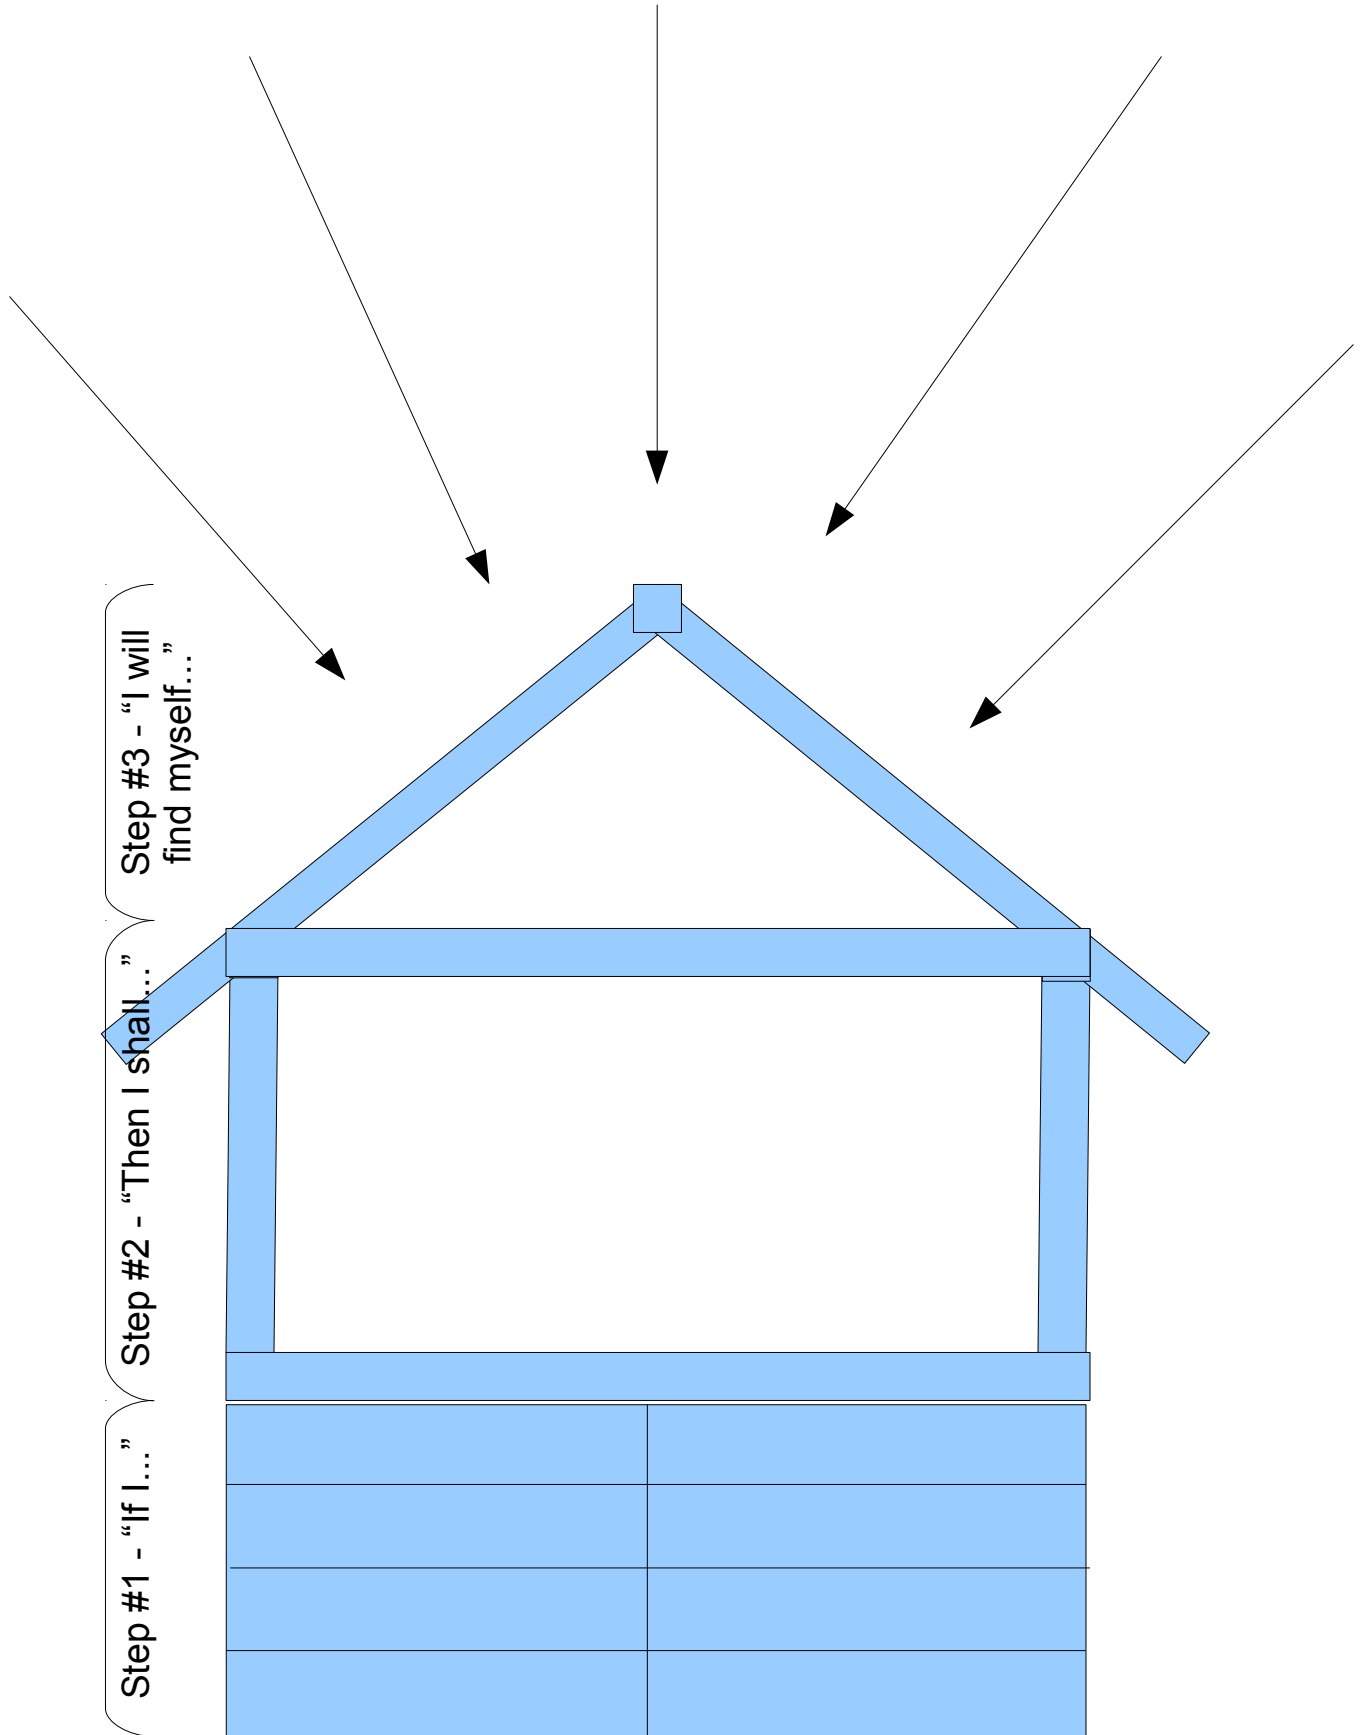 Step #3 - “I will
find myself...”
Step #2 - “Then I shall...”
Step #1 - “If I...”